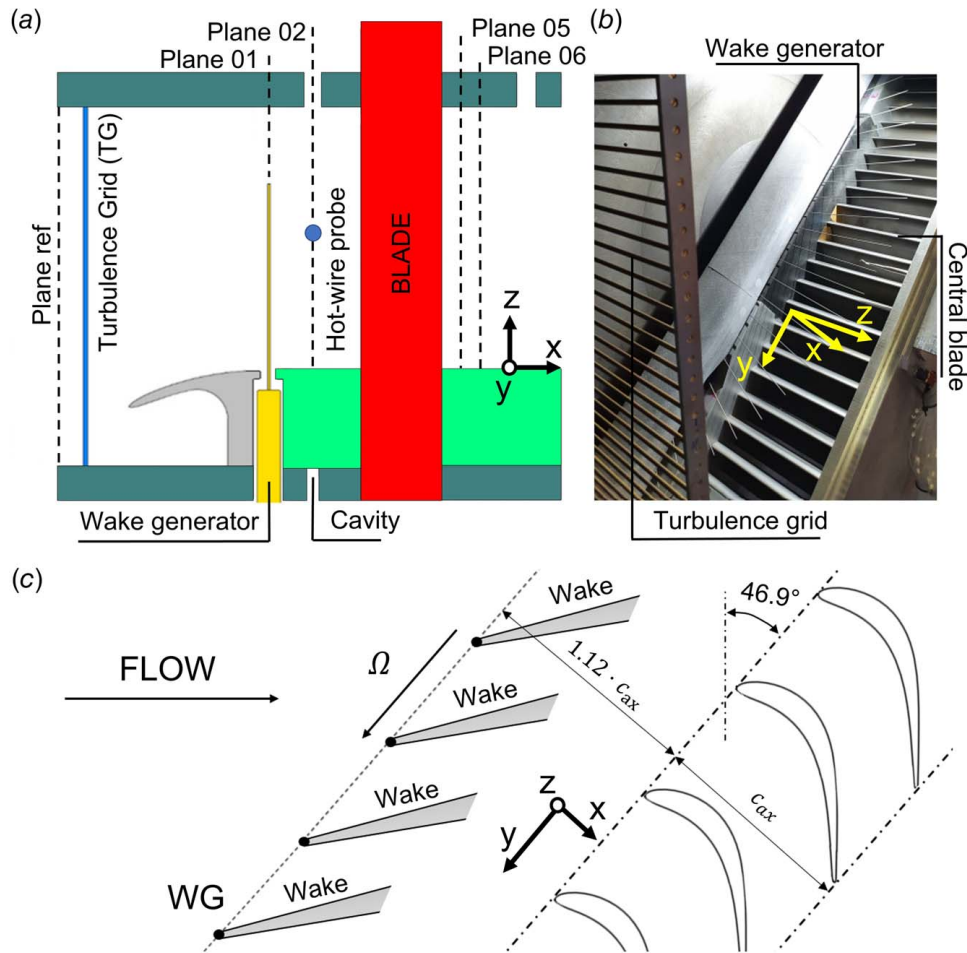 (a)
Plane 02
Plane 01
Plane 05
Plane 06
Plane ref
Turbulence Grid (TG)
Hot-wire probe
BLADE
z
x
y
Wake generator
Cavity
(b)
Wake generator
Central blade
y
x
z
Turbulence grid
(c)
FLOW
Ω
Wake
Wake
Wake
Wake
WG
1.12 · c_ax
46.9°
c_ax
z
x
y